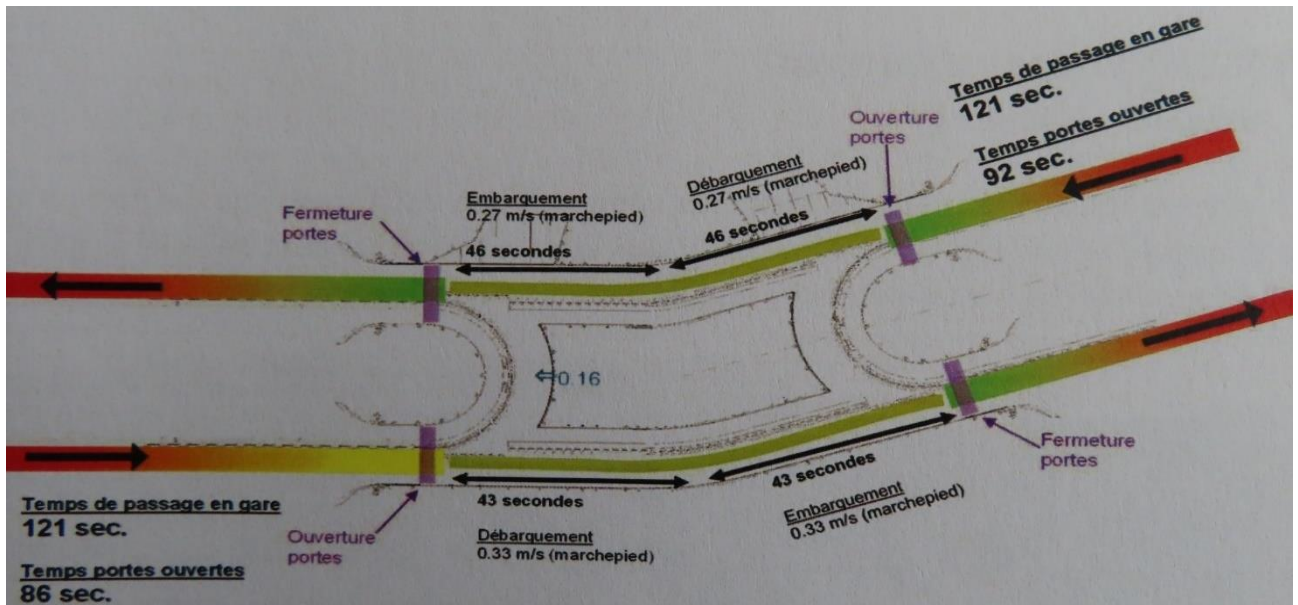 Temps de passage en gare
121 sec.
Temps portes ouvertes
92 sec.
Ouverture
portes
Débarquement
0.27 m/s (marchepied)
46 secondes
Embarquement
0.27 m/s (marchepied)
46 secondes
Fermeture
portes
⇐0.16
Fermeture
portes
43 secondes
Embarquement
0.33 m/s (marchepied)
43 secondes
Débarquement
0.33 m/s (marchepied)
Ouverture
portes
Temps de passage en gare
121 sec.
Temps portes ouvertes
86 sec.